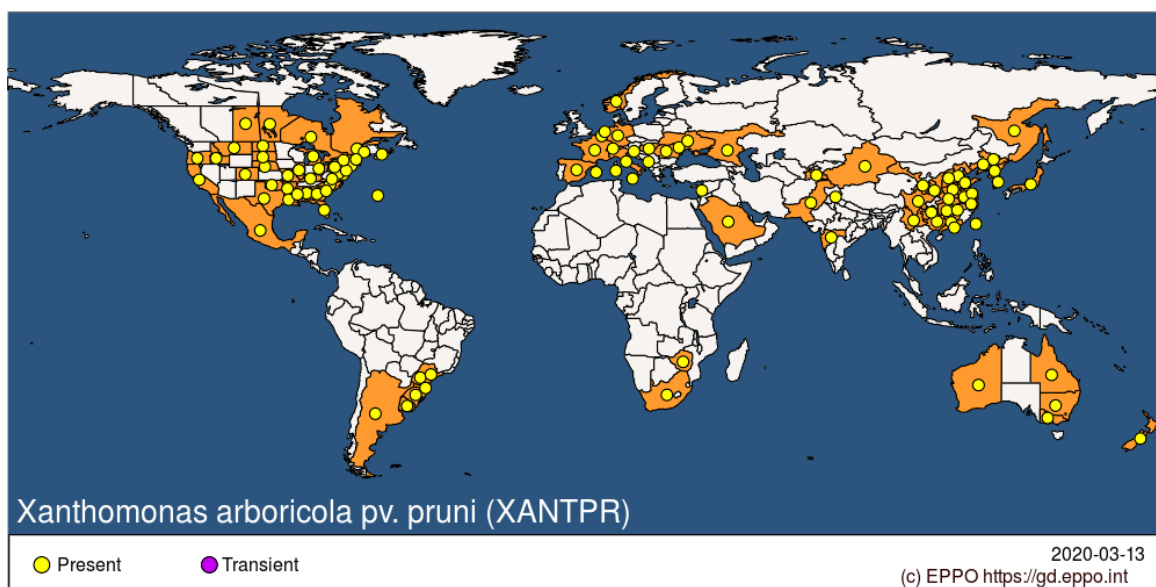 Xanthomonas arboricola pv. pruni (XANTPR)
Present
Transient
2020-03-13
(c) EPPO https://gd.eppo.int